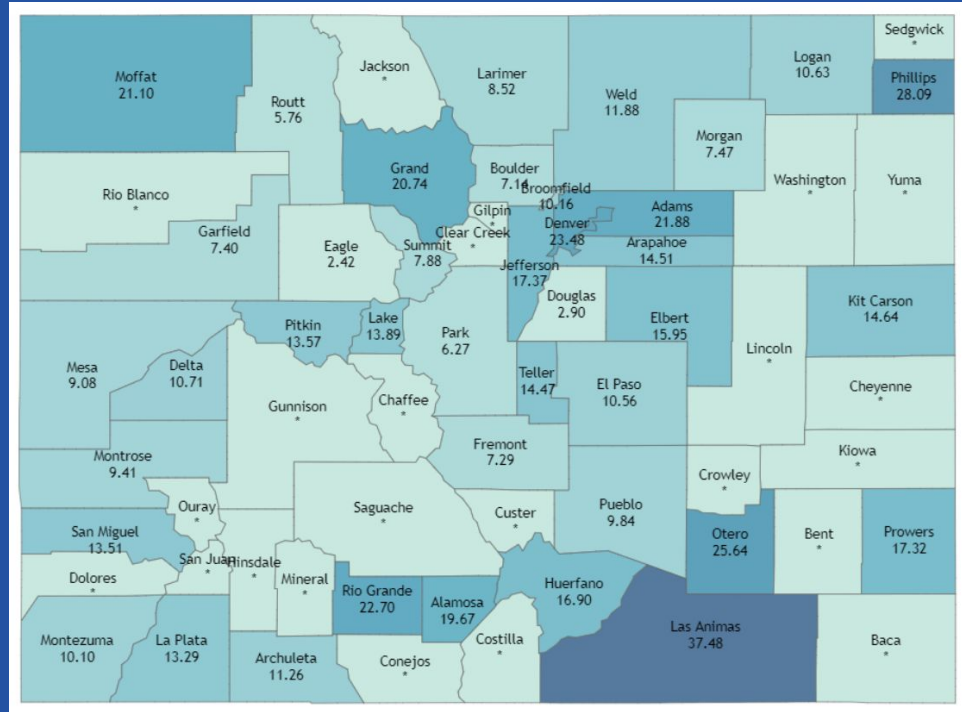 Sedgwick
*
Moffat
21.10
Jackson
*
Larimer
8.52
Logan
10.63
Phillips
28.09
Routt
5.76
Weld
11.88
Morgan
7.47
Rio Blanco
*
Grand
20.74
Boulder
7.14
Broomfield
10.16
Washington
*
Yuma
*
Garfield
7.40
Eagle
2.42
Summit
7.88
Gilpin
*
Clear Creek
*
Denver
23.48
Adams
21.88
Arapahoe
14.51
Jefferson
17.37
Douglas
2.90
Elbert
15.95
Kit Carson
14.64
Lincoln
*
Pitkin
13.57
Lake
13.89
Park
6.27
Mesa
9.08
Delta
10.71
Teller
14.47
El Paso
10.56
Cheyenne
*
Gunnison
*
Chaffee
*
Fremont
7.29
Kiowa
*
Montrose
9.41
Crowley
*
Ouray
*
Saguache
*
Custer
*
Pueblo
9.84
San Miguel
13.51
Otero
25.64
Bent
*
Prowers
17.32
Dolores
*
San Juan
*
Hinsdale
*
Mineral
*
Rio Grande
22.70
Alamosa
19.67
Huerfano
16.90
Las Animas
37.48
Montezuma
10.10
La Plata
13.29
Archuleta
11.26
Conejos
*
Costilla
*
Baca
*